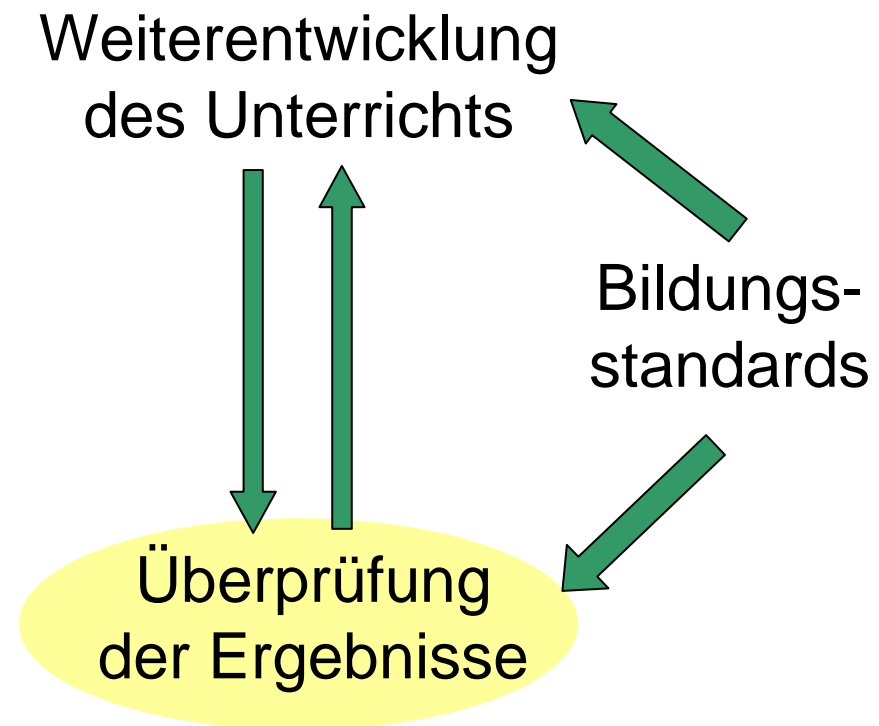 Weiterentwicklung
des Unterrichts
Bildungs-
standards
Überprüfung
der Ergebnisse